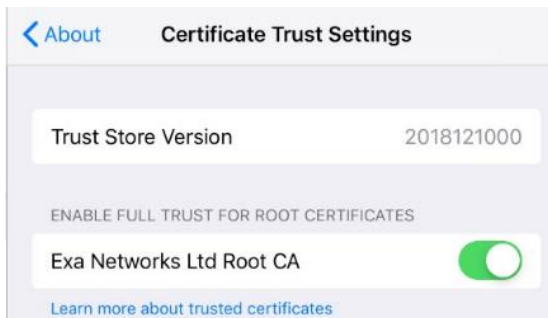 About
Certificate Trust Settings
Trust Store Version
2018121000
ENABLE FULL TRUST FOR ROOT CERTIFICATES
Exa Networks Ltd Root CA
Learn more about trusted certificates